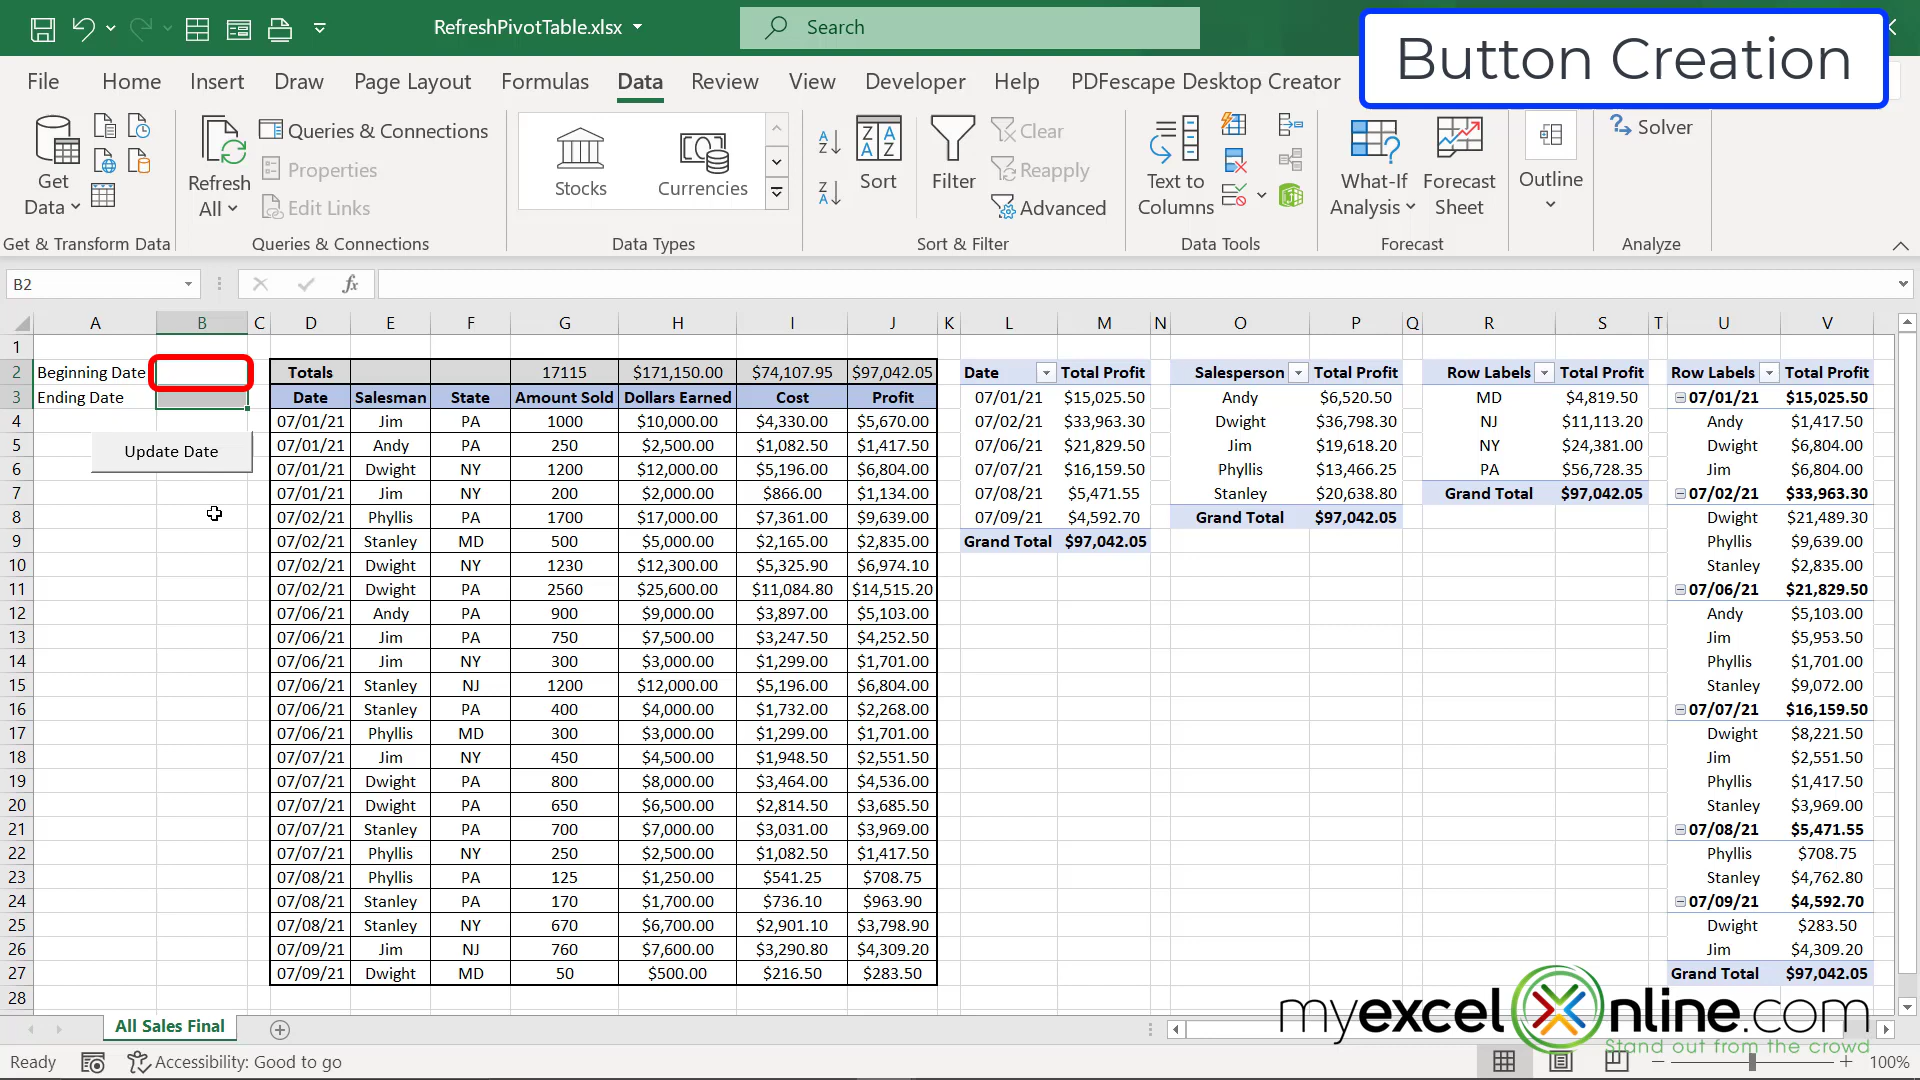 RefreshPivotTable.xlsx
Search
Button Creation
File Home Insert Draw Page Layout Formulas Data Review View Developer Help PDFescape Desktop Creator
Get Data
Refresh All
Queries & Connections
Properties
Edit Links
Stocks
Currencies
Sort
Filter
Clear
Reapply
Advanced
Text to Columns
What-If Analysis
Forecast Sheet
Outline
Solver
Get & Transform Data Queries & Connections Data Types Sort & Filter Data Tools Forecast Analyze
B2
fx
A B C D E F G H I J K L M N O P Q R S T U V
1
2 Beginning Date Totals 17115 $171,150.00 $74,107.95 $97,042.05 Date Total Profit Salesperson Total Profit Row Labels Total Profit Row Labels Total Profit
3 Ending Date Date Salesman State Amount Sold Dollars Earned Cost Profit 07/01/21 $15,025.50 Andy $6,520.50 MD $4,819.50 07/01/21 $15,025.50
4 07/01/21 Jim PA 1000 $10,000.00 $4,330.00 $5,670.00 07/02/21 $33,963.30 Dwight $36,798.30 NJ $11,113.20 Andy $1,417.50
5 Update Date 07/01/21 Andy PA 250 $2,500.00 $1,082.50 $1,417.50 07/06/21 $21,829.50 Jim $19,618.20 NY $24,381.00 Dwight $6,804.00
6 07/01/21 Dwight NY 1200 $12,000.00 $5,196.00 $6,804.00 07/07/21 $16,159.50 Phyllis $13,466.25 PA $56,728.35 Jim $6,804.00
7 07/01/21 Jim NY 200 $2,000.00 $866.00 $1,134.00 07/08/21 $5,471.55 Stanley $20,638.80 Grand Total $97,042.05 07/02/21 $33,963.30
8 07/02/21 Phyllis PA 1700 $17,000.00 $7,361.00 $9,639.00 07/09/21 $4,592.70 Grand Total $97,042.05 Dwight $21,489.30
9 07/02/21 Stanley MD 500 $5,000.00 $2,165.00 $2,835.00 Grand Total $97,042.05 Phyllis $9,639.00
10 07/02/21 Dwight NY 1230 $12,300.00 $5,325.90 $6,974.10 Stanley $2,835.00
11 07/02/21 Dwight PA 2560 $25,600.00 $11,084.80 $14,515.20 07/06/21 $21,829.50
12 07/06/21 Andy PA 900 $9,000.00 $3,897.00 $5,103.00 Andy $5,103.00
13 07/06/21 Jim PA 750 $7,500.00 $3,247.50 $4,252.50 Jim $5,953.50
14 07/06/21 Jim NY 300 $3,000.00 $1,299.00 $1,701.00 Phyllis $1,701.00
15 07/06/21 Stanley NJ 1200 $12,000.00 $5,196.00 $6,804.00 Stanley $9,072.00
16 07/06/21 Stanley PA 400 $4,000.00 $1,732.00 $2,268.00 07/07/21 $16,159.50
17 07/06/21 Phyllis MD 300 $3,000.00 $1,299.00 $1,701.00 Dwight $8,221.50
18 07/07/21 Jim NY 450 $4,500.00 $1,948.50 $2,551.50 Jim $2,551.50
19 07/07/21 Dwight PA 800 $8,000.00 $3,464.00 $4,536.00 Phyllis $1,417.50
20 07/07/21 Dwight PA 650 $6,500.00 $2,814.50 $3,685.50 Stanley $3,969.00
21 07/07/21 Stanley PA 700 $7,000.00 $3,031.00 $3,969.00 07/08/21 $5,471.55
22 07/07/21 Phyllis NY 250 $2,500.00 $1,082.50 $1,417.50 Phyllis $708.75
23 07/08/21 Phyllis PA 125 $1,250.00 $541.25 $708.75 Stanley $4,762.80
24 07/08/21 Stanley PA 170 $1,700.00 $736.10 $963.90 07/09/21 $4,592.70
25 07/08/21 Stanley NY 670 $6,700.00 $2,901.10 $3,798.90 Dwight $283.50
26 07/09/21 Jim NJ 760 $7,600.00 $3,290.80 $4,309.20 Jim $4,309.20
27 07/09/21 Dwight MD 50 $500.00 $216.50 $283.50 Grand Total $97,042.05
28
myexcelonline.com
Stand out from the crowd
All Sales Final
Ready Accessibility: Good to go 100%